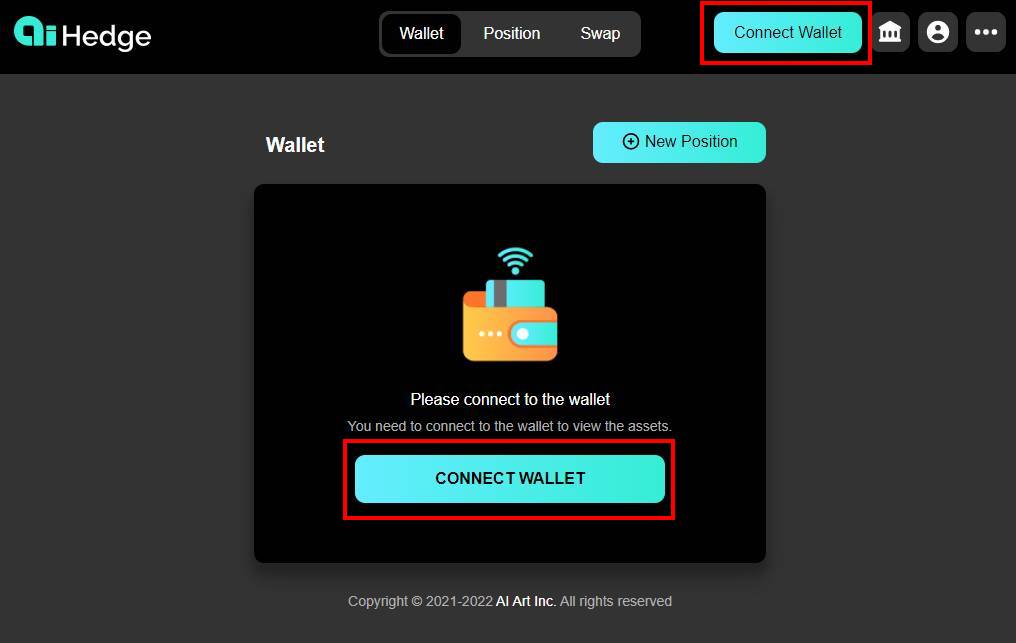 ai Hedge
Wallet
Position
Swap
Connect Wallet
Wallet
New Position
Please connect to the wallet
You need to connect to the wallet to view the assets.
CONNECT WALLET
Copyright © 2021-2022 AI Art Inc. All rights reserved